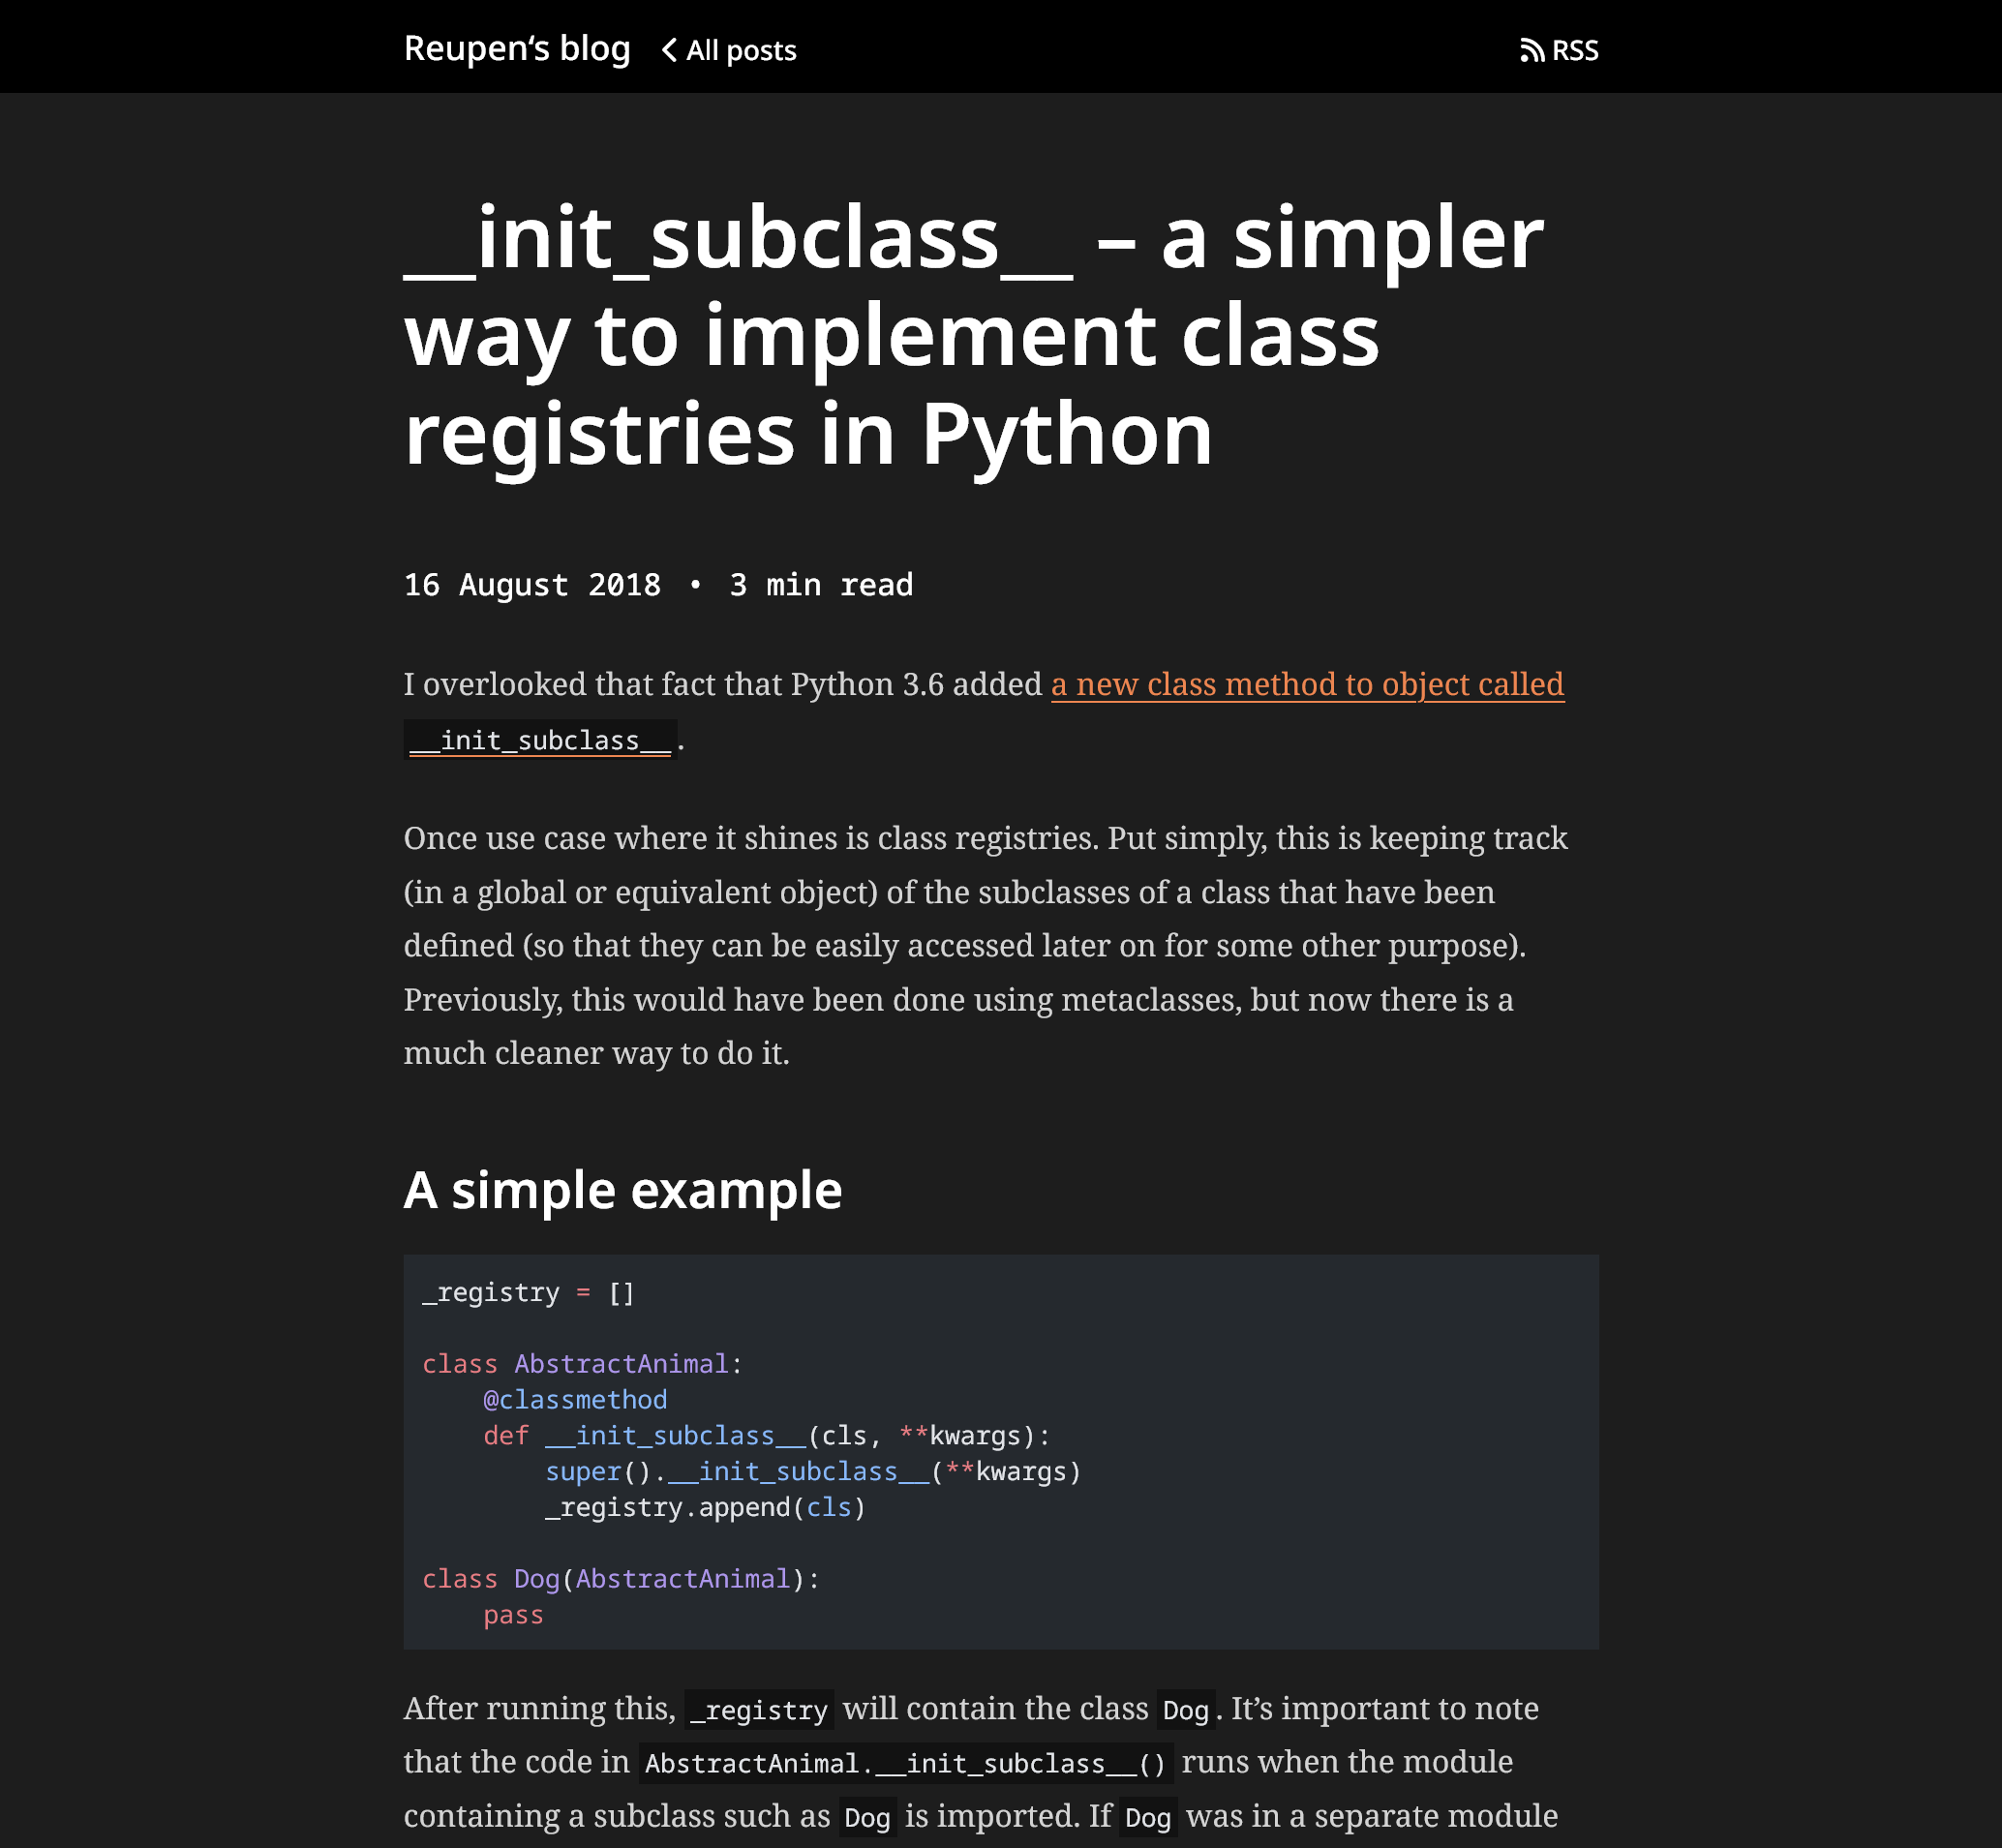 Reupen‘s blog All posts RSS
__init_subclass__ – a simpler
way to implement class
registries in Python
16 August 2018 • 3 min read
I overlooked that fact that Python 3.6 added a new class method to object called
__init_subclass__.
Once use case where it shines is class registries. Put simply, this is keeping track
(in a global or equivalent object) of the subclasses of a class that have been
defined (so that they can be easily accessed later on for some other purpose).
Previously, this would have been done using metaclasses, but now there is a
much cleaner way to do it.
A simple example
_registry = []
class AbstractAnimal:
    @classmethod
    def __init_subclass__(cls, **kwargs):
        super().__init_subclass__(**kwargs)
        _registry.append(cls)
class Dog(AbstractAnimal):
    pass
After running this, _registry will contain the class Dog. It’s important to note
that the code in AbstractAnimal.__init_subclass__() runs when the module
containing a subclass such as Dog is imported. If Dog was in a separate module